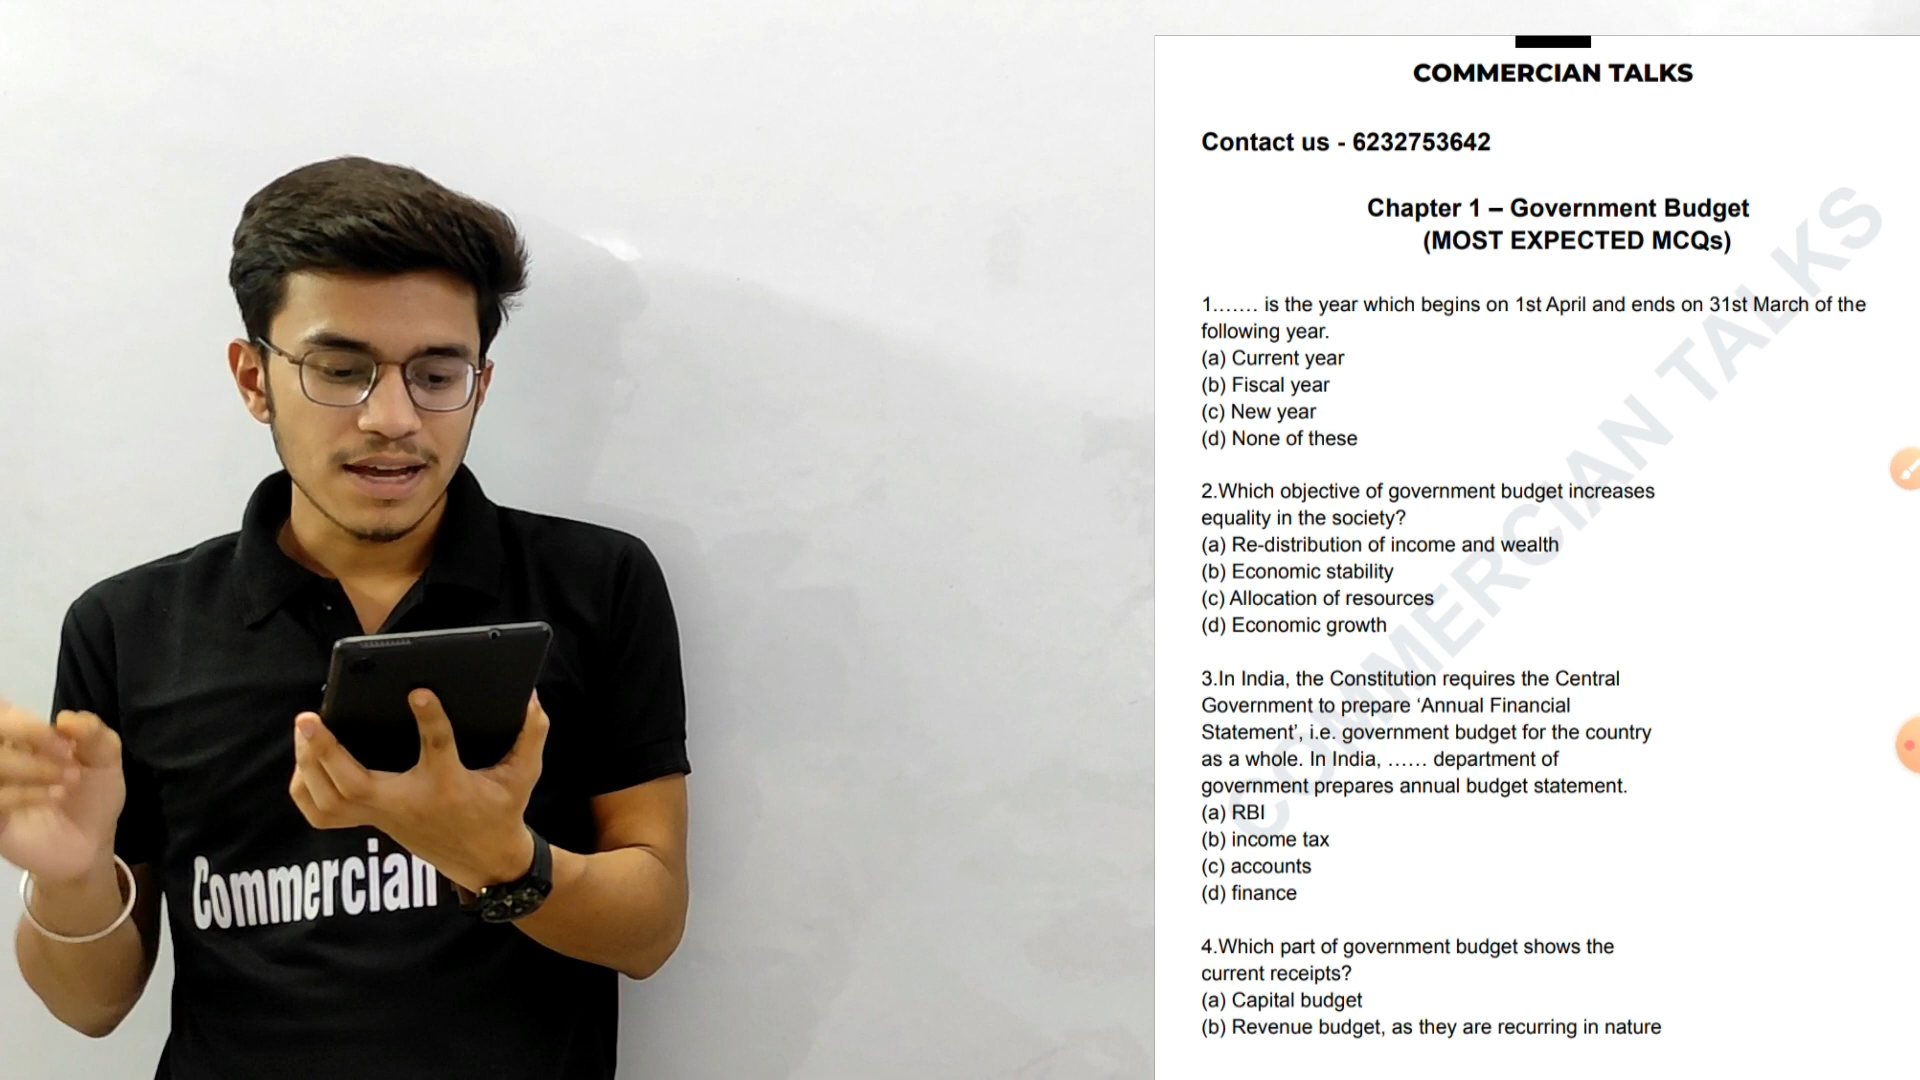 COMMERCIAN TALKS
Contact us - 6232753642
Chapter 1 – Government Budget
(MOST EXPECTED MCQs)
1....... is the year which begins on 1st April and ends on 31st March of the
following year.
(a) Current year
(b) Fiscal year
(c) New year
(d) None of these
2.Which objective of government budget increases
equality in the society?
(a) Re-distribution of income and wealth
(b) Economic stability
(c) Allocation of resources
(d) Economic growth
3.In India, the Constitution requires the Central
Government to prepare ‘Annual Financial
Statement’, i.e. government budget for the country
as a whole. In India, ...... department of
government prepares annual budget statement.
(a) RBI
(b) income tax
(c) accounts
(d) finance
4.Which part of government budget shows the
current receipts?
(a) Capital budget
(b) Revenue budget, as they are recurring in nature
COMMERCIAN TALKS
Commercian